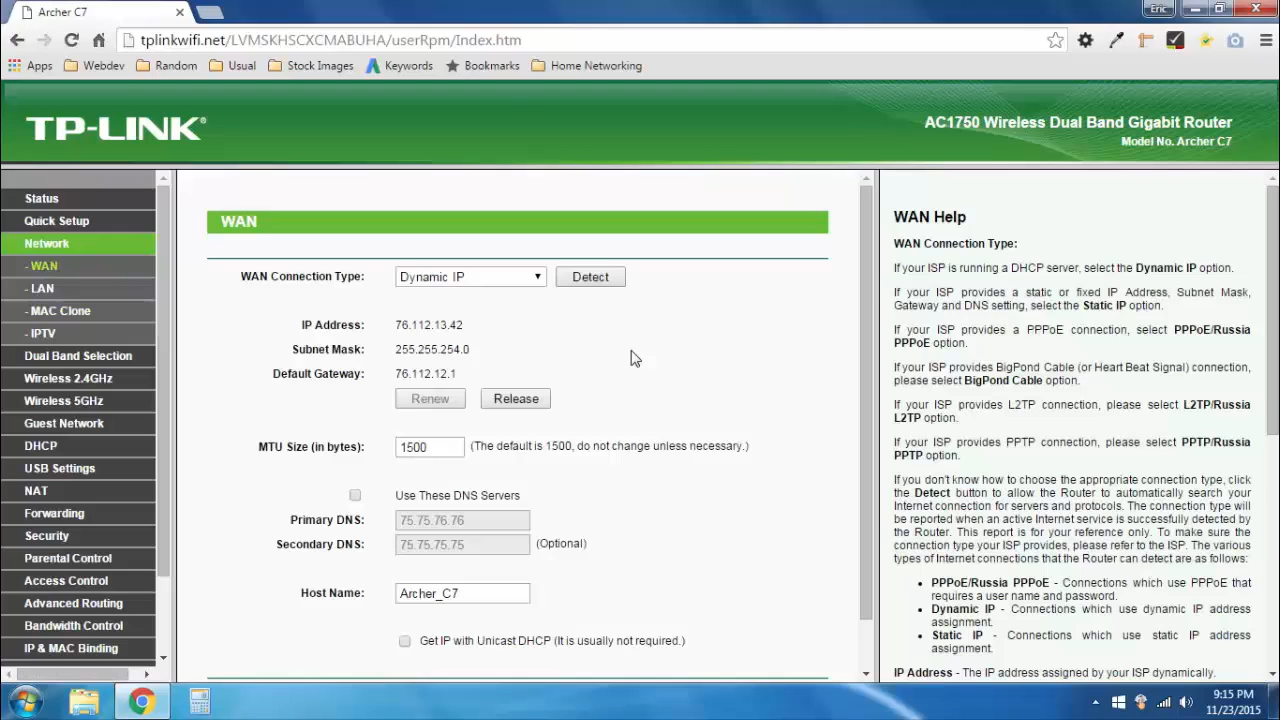 Archer C7
Eric
tplinkwifi.net/LVMSKHSCXCMABUHA/userRpm/Index.htm
Apps Webdev Random Usual Stock Images Keywords Bookmarks Home Networking
TP-LINK®
AC1750 Wireless Dual Band Gigabit Router
Model No. Archer C7
Status
Quick Setup
Network
- WAN
- LAN
- MAC Clone
- IPTV
Dual Band Selection
Wireless 2.4GHz
Wireless 5GHz
Guest Network
DHCP
USB Settings
NAT
Forwarding
Security
Parental Control
Access Control
Advanced Routing
Bandwidth Control
IP & MAC Binding
WAN
WAN Connection Type: Dynamic IP Detect
IP Address: 76.112.13.42
Subnet Mask: 255.255.254.0
Default Gateway: 76.112.12.1
Renew Release
MTU Size (in bytes): 1500 (The default is 1500, do not change unless necessary.)
Use These DNS Servers
Primary DNS: 75.75.76.76
Secondary DNS: 75.75.75.75 (Optional)
Host Name: Archer_C7
Get IP with Unicast DHCP (It is usually not required.)
WAN Help
WAN Connection Type:
If your ISP is running a DHCP server, select the Dynamic IP option.
If your ISP provides a static or fixed IP Address, Subnet Mask,
Gateway and DNS setting, select the Static IP option.
If your ISP provides a PPPoE connection, select PPPoE/Russia
PPPoE option.
If your ISP provides BigPond Cable (or Heart Beat Signal) connection,
please select BigPond Cable option.
If your ISP provides L2TP connection, please select L2TP/Russia
L2TP option.
If your ISP provides PPTP connection, please select PPTP/Russia
PPTP option.
If you don't know how to choose the appropriate connection type, click
the Detect button to allow the Router to automatically search your
Internet connection for servers and protocols. The connection type will
be reported when an active Internet service is successfully detected by
the Router. This report is for your reference only. To make sure the
connection type your ISP provides, please refer to the ISP. The various
types of Internet connections that the Router can detect are as follows:
• PPPoE/Russia PPPoE - Connections which use PPPoE that
requires a user name and password.
• Dynamic IP - Connections which use dynamic IP address
assignment.
• Static IP - Connections which use static IP address
assignment.
IP Address - The IP address assigned by your ISP dynamically.
9:15 PM
11/23/2015